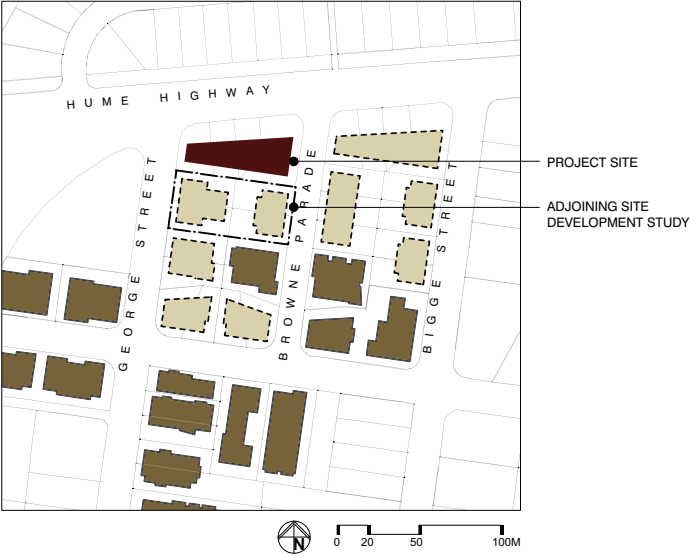 HUME HIGHWAY
PROJECT SITE
ADJOINING SITE
DEVELOPMENT STUDY
GEORGE STREET
BROWNE PARADE
BIGGE STREET
N
0 20 50 100M